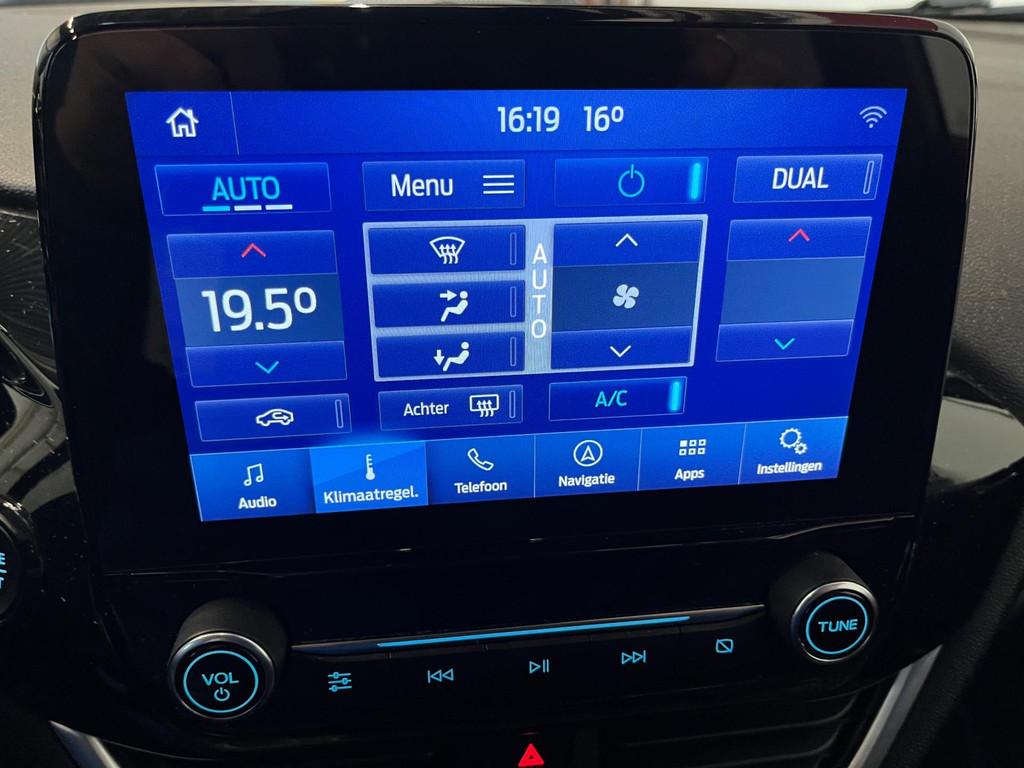 16:19 16º
AUTO
Menu
DUAL
19.5º
AUTO
Achter
A/C
Audio
Klimaatregel.
Telefoon
Navigatie
Apps
Instellingen
VOL
TUNE